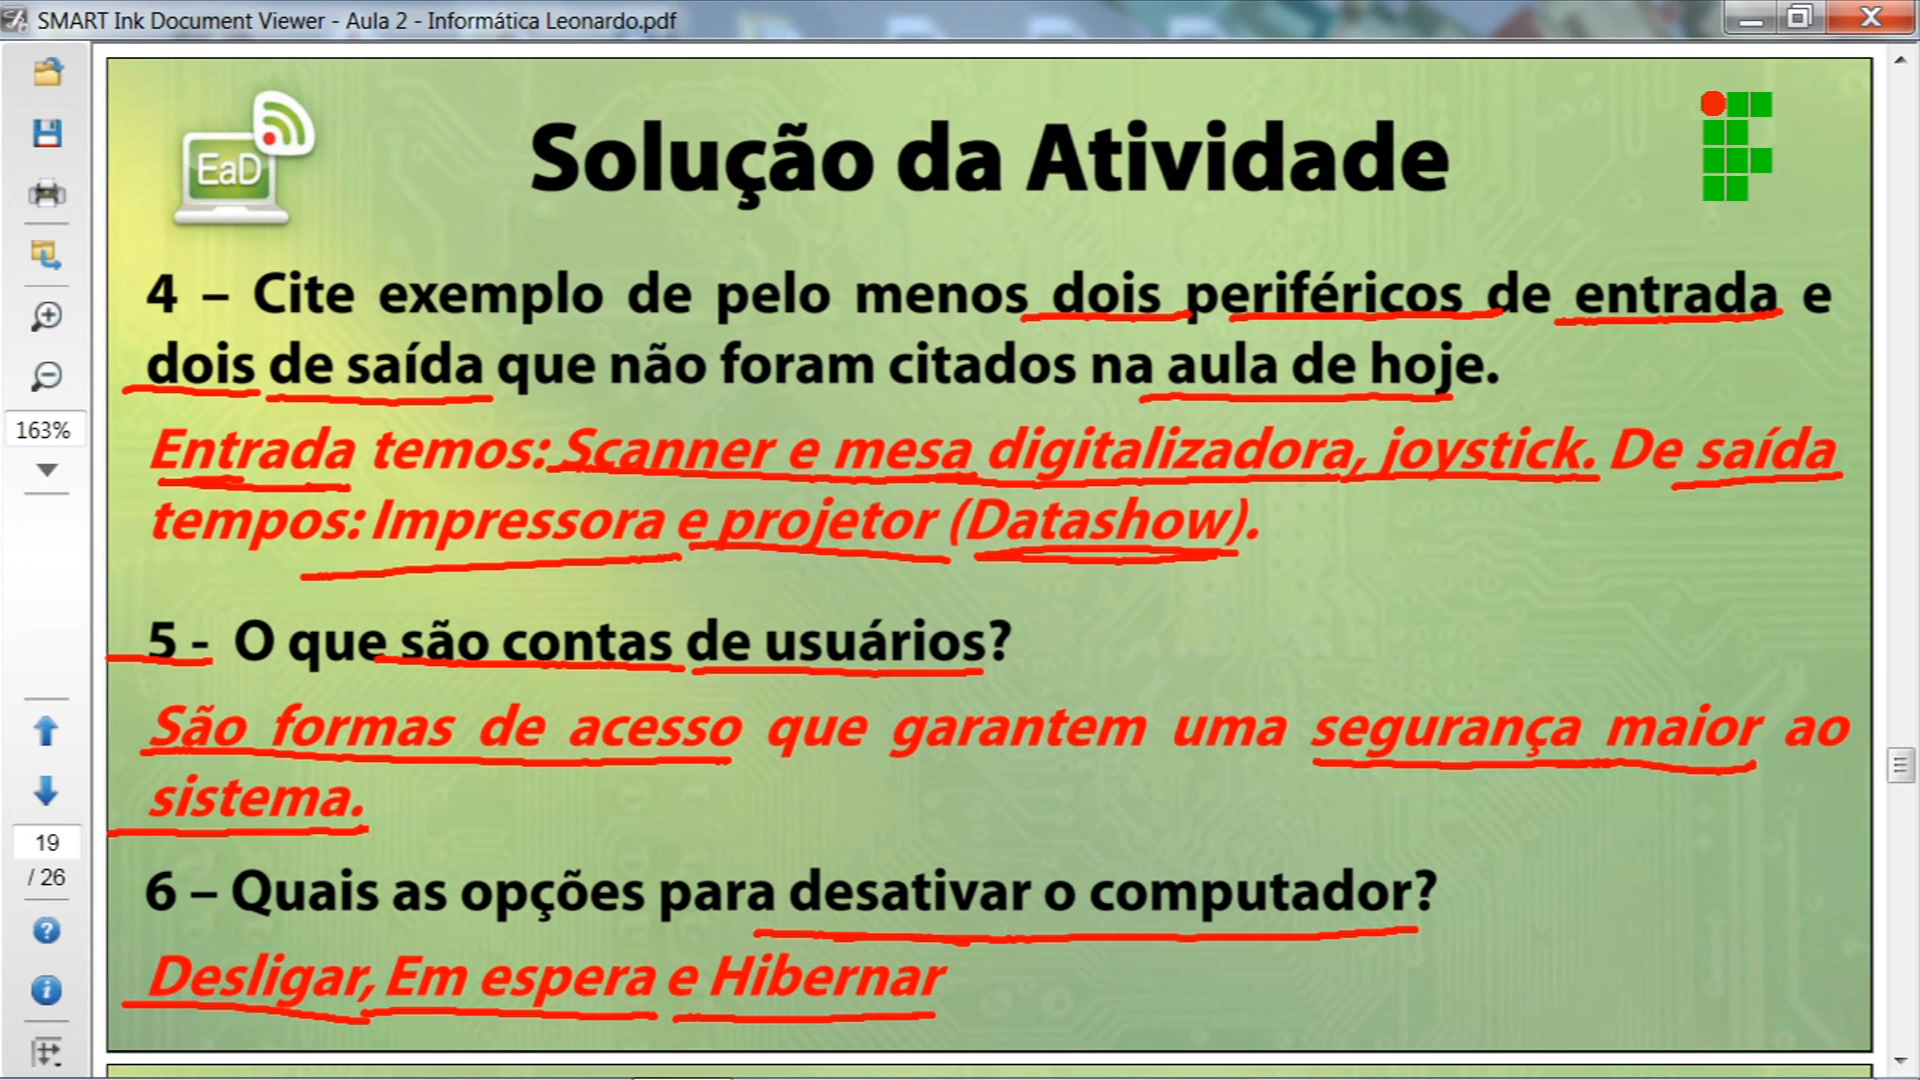 SMART Ink Document Viewer - Aula 2 - Informática Leonardo.pdf
EaD
Solução da Atividade
4 – Cite exemplo de pelo menos dois periféricos de entrada e
dois de saída que não foram citados na aula de hoje.
Entrada temos: Scanner e mesa digitalizadora, joystick. De saída
tempos: Impressora e projetor (Datashow).
5 - O que são contas de usuários?
São formas de acesso que garantem uma segurança maior ao
sistema.
6 – Quais as opções para desativar o computador?
Desligar, Em espera e Hibernar
163%
19
/ 26